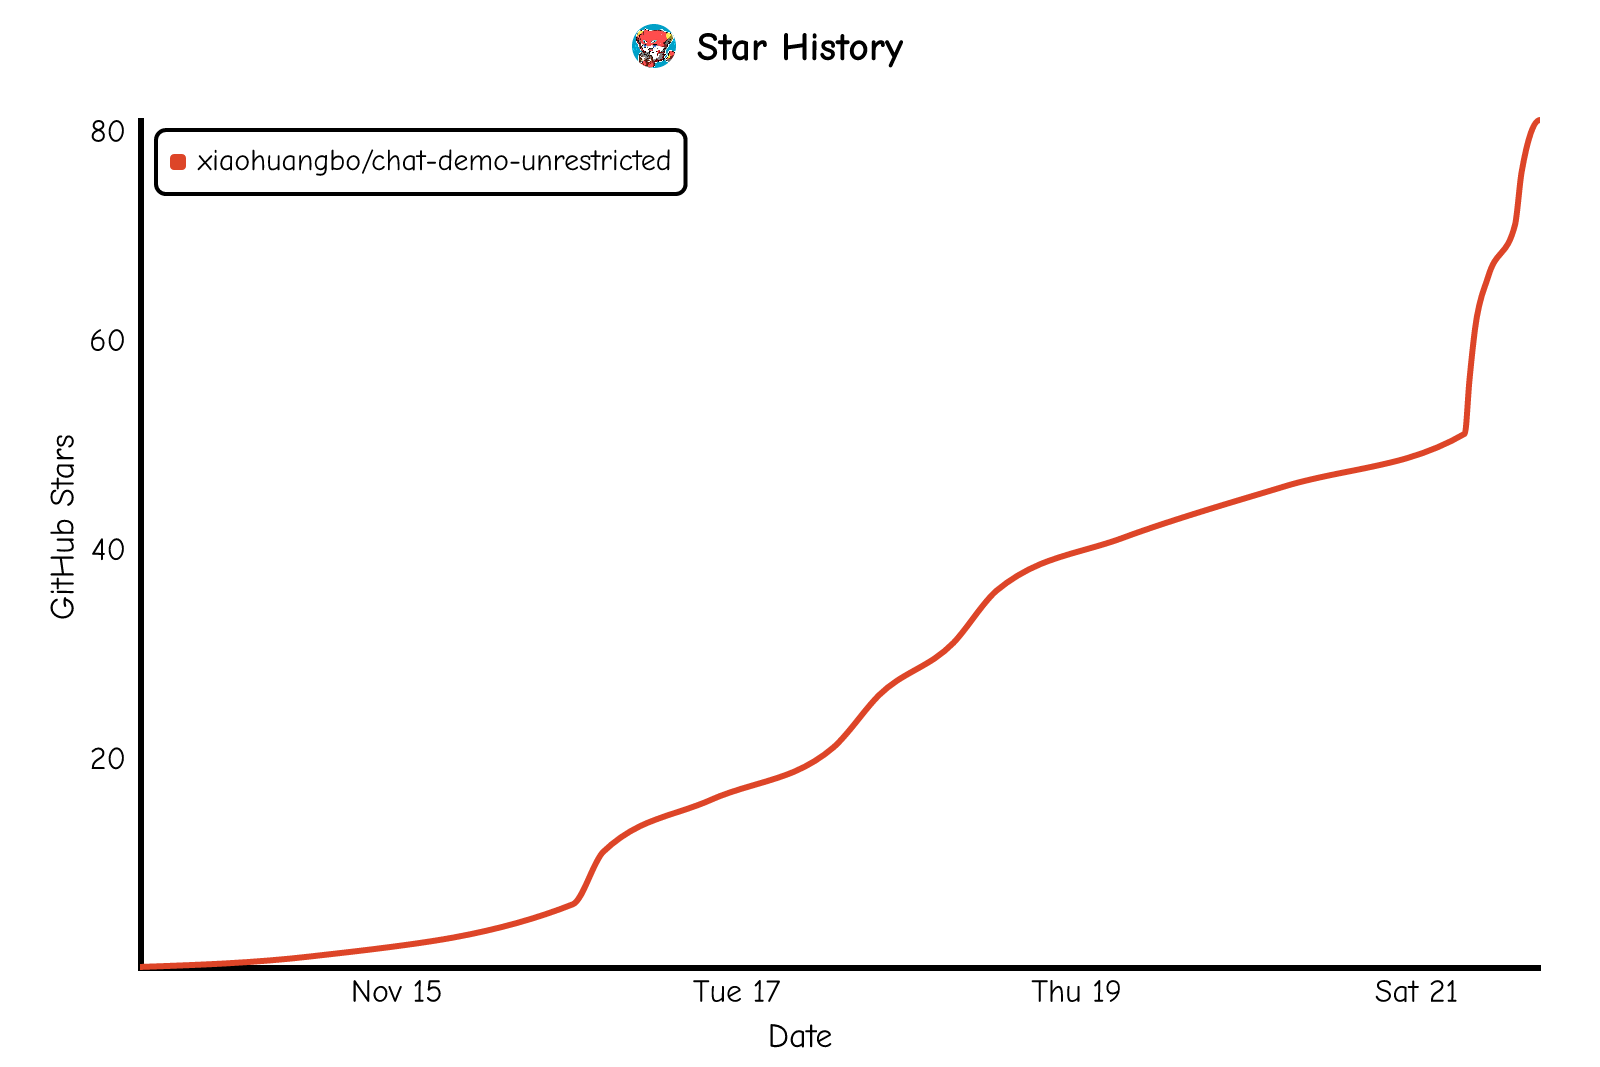 Star History
xiaohuangbo/chat-demo-unrestricted
80
60
40
20
GitHub Stars
Nov 15
Tue 17
Thu 19
Sat 21
Date